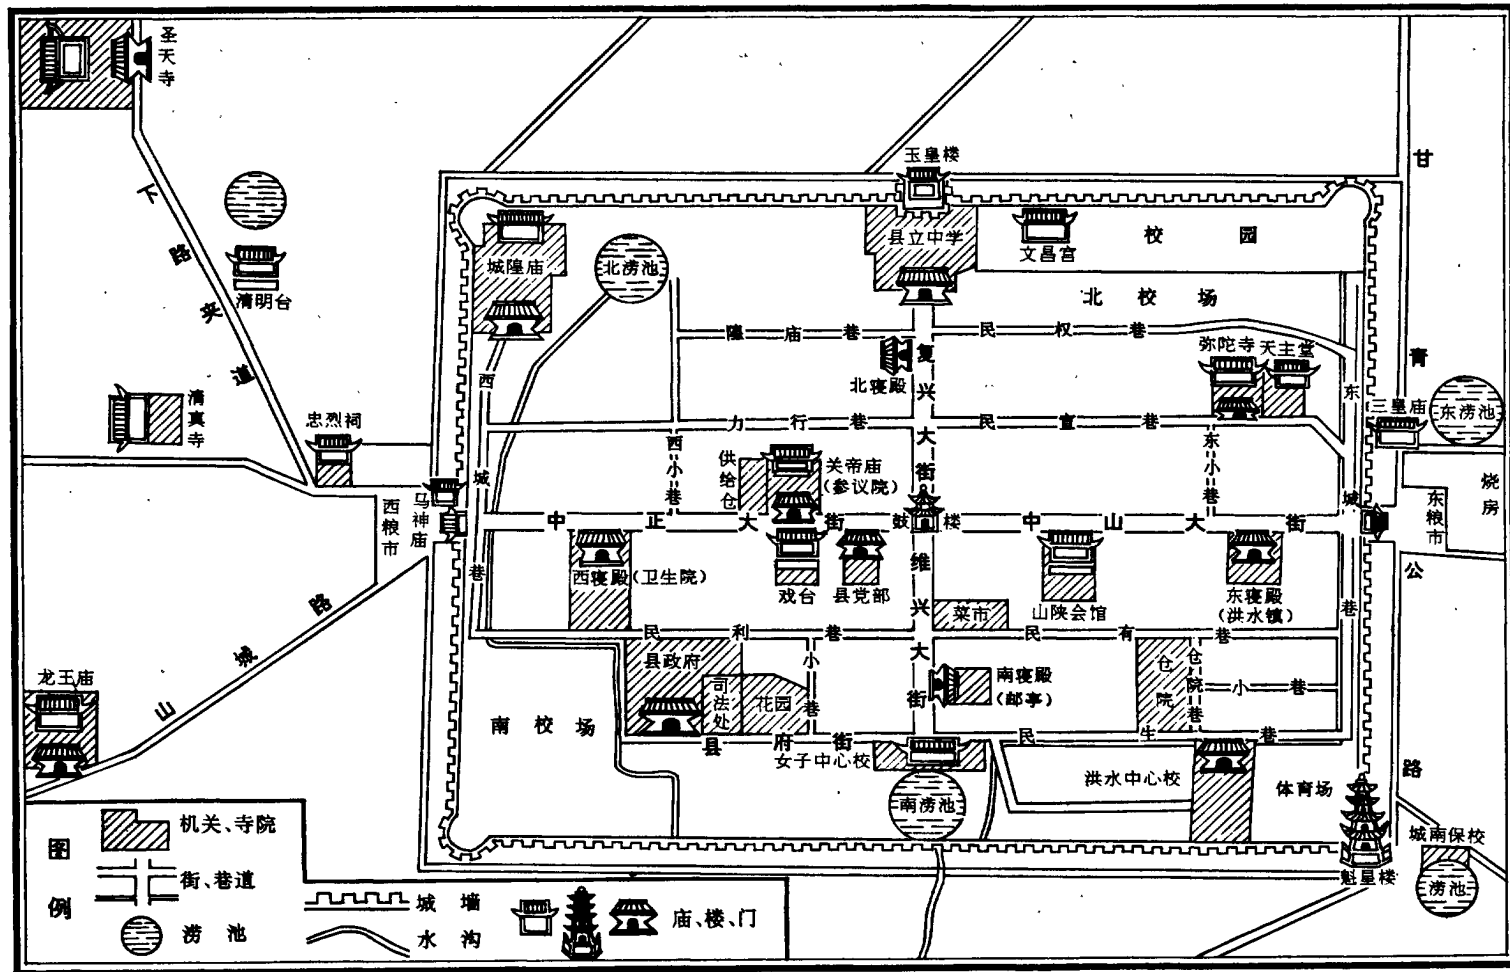 圣天寺
下路夹道
清明台
清真寺
忠烈祠
马神庙
西粮市
山城路
龙王庙
玉皇楼
县立中学
文昌宫
校园
北校场
城隍庙
北涝池
隍庙巷
民权巷
复兴大街
北寝殿
弥陀寺
天主堂
甘青公路
三皇庙
东涝池
烧房
东粮市
西城巷
东城巷
力行巷
民宣巷
西小巷
东小巷
供给仓
关帝庙
(参议院)
中正大街
鼓楼
中山大街
西寝殿(卫生院)
戏台
县党部
维兴大街
菜市
山陕会馆
东寝殿
(洪水镇)
民利巷
民有巷
县政府
司法处
花园
小巷
南寝殿
(邮亭)
仓院
仓院巷
小巷
南校场
县府街
民生巷
女子中心校
南涝池
洪水中心校
体育场
魁星楼
城南保校
涝池
图例
机关、寺院
街、巷道
涝池
城墙
水沟
庙、楼、门